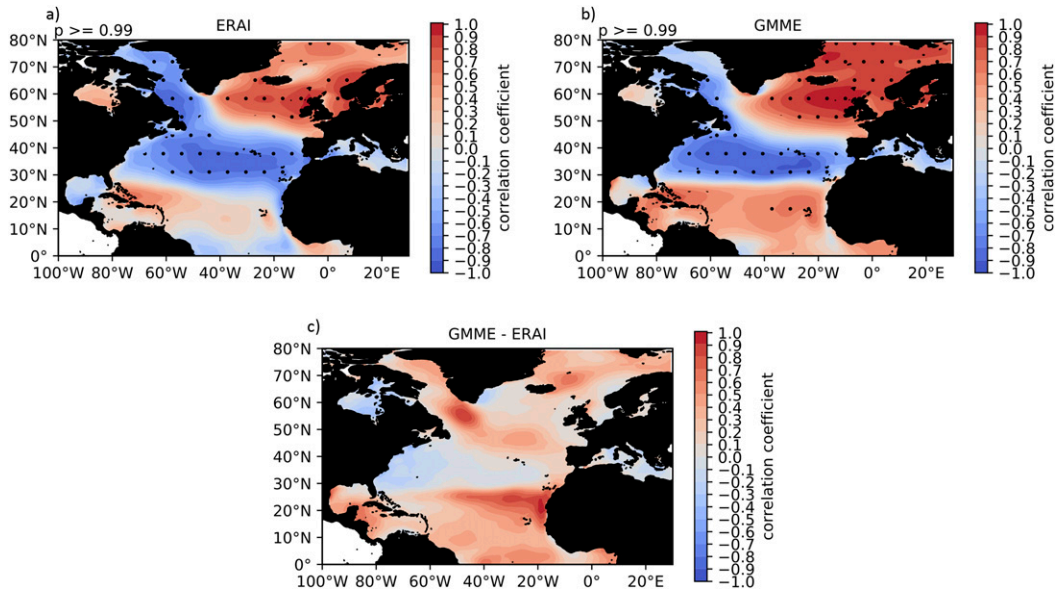 a)
p >= 0.99
ERAI
80°N
70°N
60°N
50°N
40°N
30°N
20°N
10°N
0°
100°W 80°W 60°W 40°W 20°W 0° 20°E
1.0
0.9
0.8
0.7
0.6
0.5
0.4
0.3
0.2
0.1
−0.1
−0.2
−0.3
−0.4
−0.5
−0.6
−0.7
−0.8
−0.9
−1.0
correlation coefficient
b)
p >= 0.99
GMME
80°N
70°N
60°N
50°N
40°N
30°N
20°N
10°N
0°
100°W 80°W 60°W 40°W 20°W 0° 20°E
1.0
0.9
0.8
0.7
0.6
0.5
0.4
0.3
0.2
0.1
−0.1
−0.2
−0.3
−0.4
−0.5
−0.6
−0.7
−0.8
−0.9
−1.0
correlation coefficient
c)
GMME - ERAI
80°N
70°N
60°N
50°N
40°N
30°N
20°N
10°N
0°
100°W 80°W 60°W 40°W 20°W 0° 20°E
1.0
0.9
0.8
0.7
0.6
0.5
0.4
0.3
0.2
0.1
0.0
−0.1
−0.2
−0.3
−0.4
−0.5
−0.6
−0.7
−0.8
−0.9
−1.0
correlation coefficient